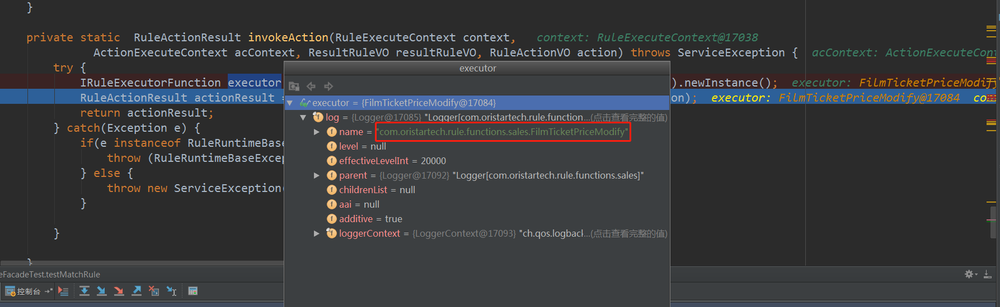 }
private static RuleActionResult invokeAction(RuleExecuteContext context, context: RuleExecuteContext@17038
ActionExecuteContext acContext, ResultRuleVO resultRuleVO, RuleActionVO action) throws ServiceException { acContext: ActionExecuteCont
try {
IRuleExecutorFunction executor ).newInstance(); executor: FilmTicketPriceModify
RuleActionResult actionResult = on); executor: FilmTicketPriceModify@17084 con
return actionResult;
} catch(Exception e) {
if(e instanceof RuleRuntimeBase
throw (RuleRuntimeBaseExcep
} else {
throw new ServiceException(
}
}
}
executor
executor = {FilmTicketPriceModify@17084}
log = {Logger@17085} "Logger[com.oristartech.rule.function...(点击查看完整的值)
name = "com.oristartech.rule.functions.sales.FilmTicketPriceModify"
level = null
effectiveLevelInt = 20000
parent = {Logger@17092} "Logger[com.oristartech.rule.functions.sales]"
childrenList = null
aai = null
additive = true
loggerContext = {LoggerContext@17093} "ch.qos.logback...(点击查看完整的值)
eFacadeTest.testMatchRule
控制台